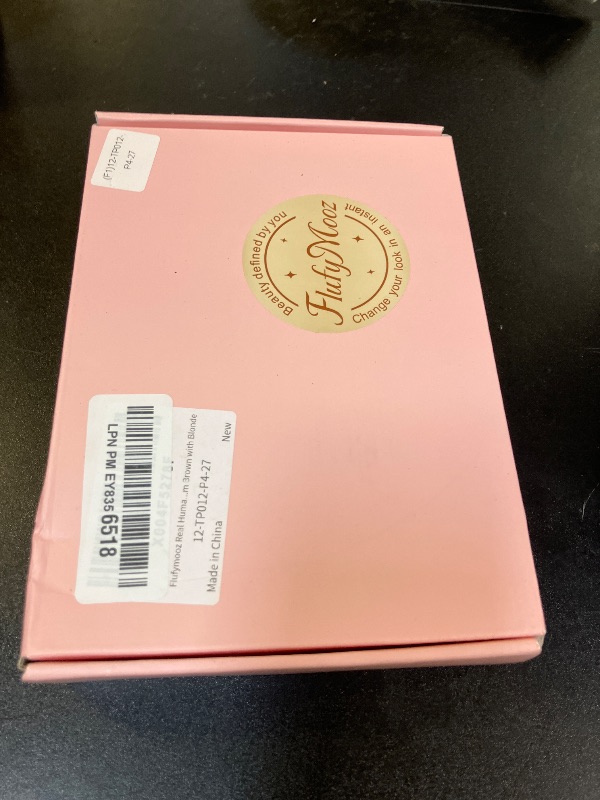 (F1)12-TP012-
P4-27
Beauty defined by you
FlufyMooz
Change your look in an instant
LPN PM EY8356518
Flufymooz Real Huma...m Brown with Blonde
12-TP012-P4-27
Made in China
New